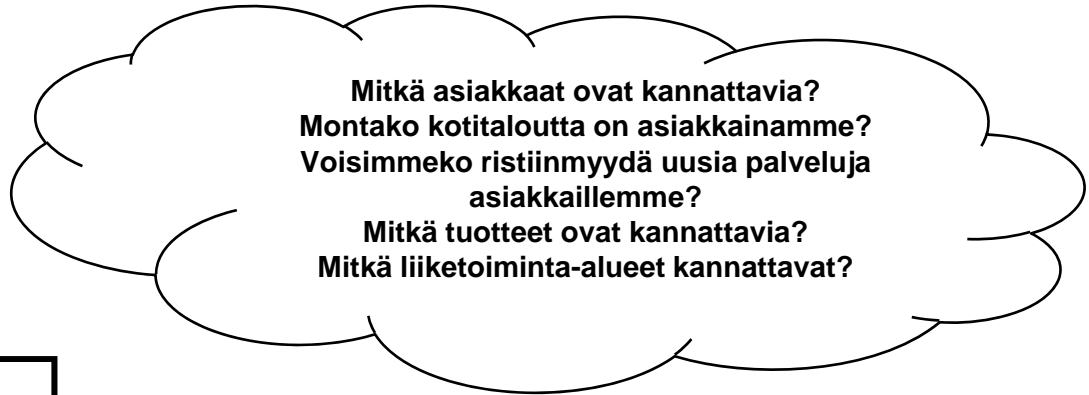 Mitkä asiakkaat ovat kannattavia?
Montako kotitaloutta on asiakkainamme?
Voisimmeko ristiinmyydä uusia palveluja
asiakkaillemme?
Mitkä tuotteet ovat kannattavia?
Mitkä liiketoiminta-alueet kannattavat?